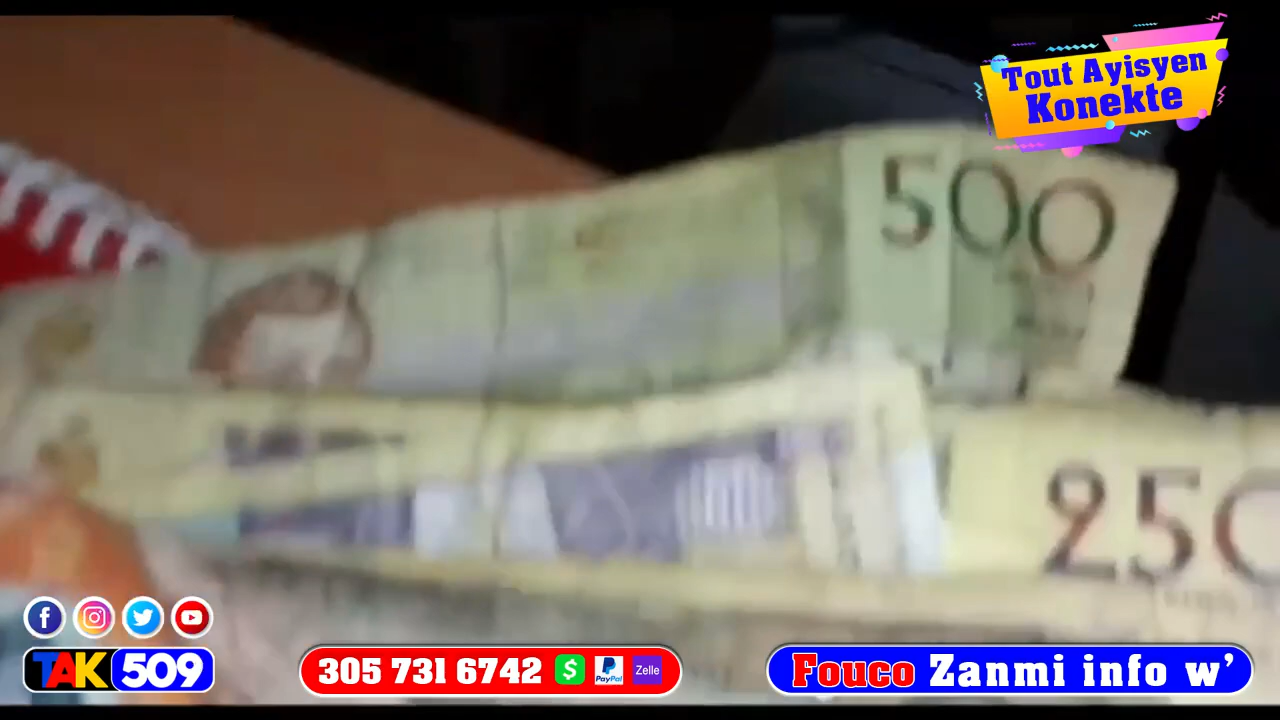 Tout Ayisyen
Konekte
500
250
TAK 509
305 731 6742
$
PayPal
Zelle
Fouco Zanmi info w'